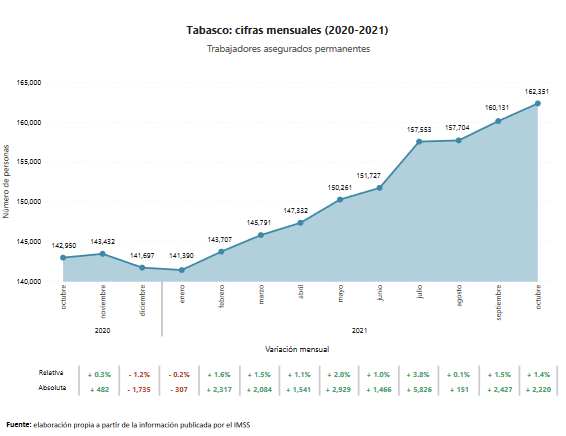 Tabasco: cifras mensuales (2020-2021)
Trabajadores asegurados permanentes
Número de personas
165,000
160,000
155,000
150,000
145,000
140,000
142,950
143,432
141,697
141,390
143,707
145,791
147,332
150,261
151,727
157,553
157,704
160,131
162,351
octubre
noviembre
diciembre
enero
febrero
marzo
abril
mayo
junio
julio
agosto
septiembre
octubre
2020 2021
Variación mensual
Relativa + 0.3% - 1.2% - 0.2% + 1.6% + 1.5% + 1.1% + 2.0% + 1.0% + 3.8% + 0.1% + 1.5% + 1.4%
Absoluta + 482 - 1,735 - 307 + 2,317 + 2,084 + 1,541 + 2,929 + 1,466 + 5,826 + 151 + 2,427 + 2,220
Fuente: elaboración propia a partir de la información publicada por el IMSS